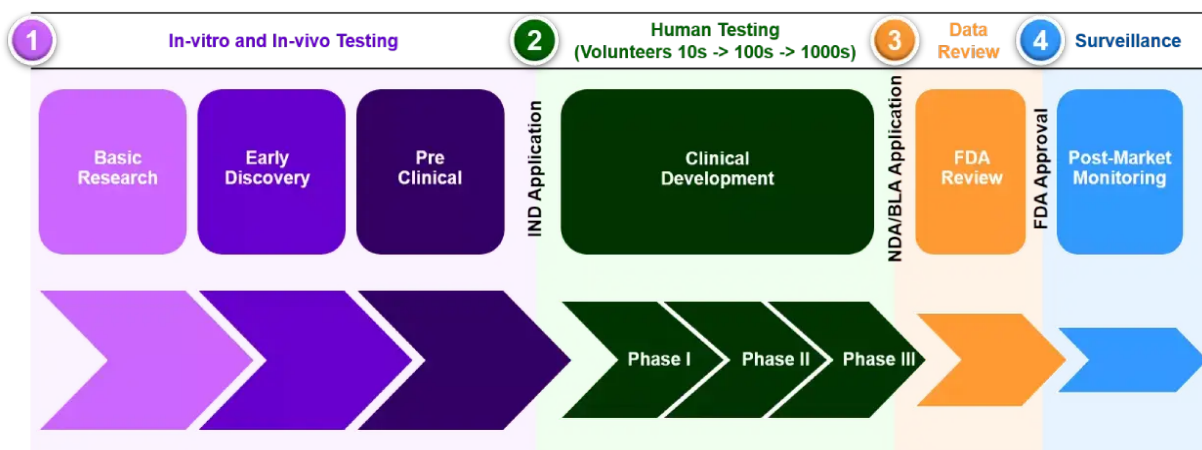 1
In-vitro and In-vivo Testing
2
Human Testing
(Volunteers 10s -> 100s -> 1000s)
3
Data
Review
4
Surveillance
Basic
Research
Early
Discovery
Pre
Clinical
IND Application
Clinical
Development
NDA/BLA Application
FDA
Review
FDA Approval
Post-Market
Monitoring
Phase I
Phase II
Phase III